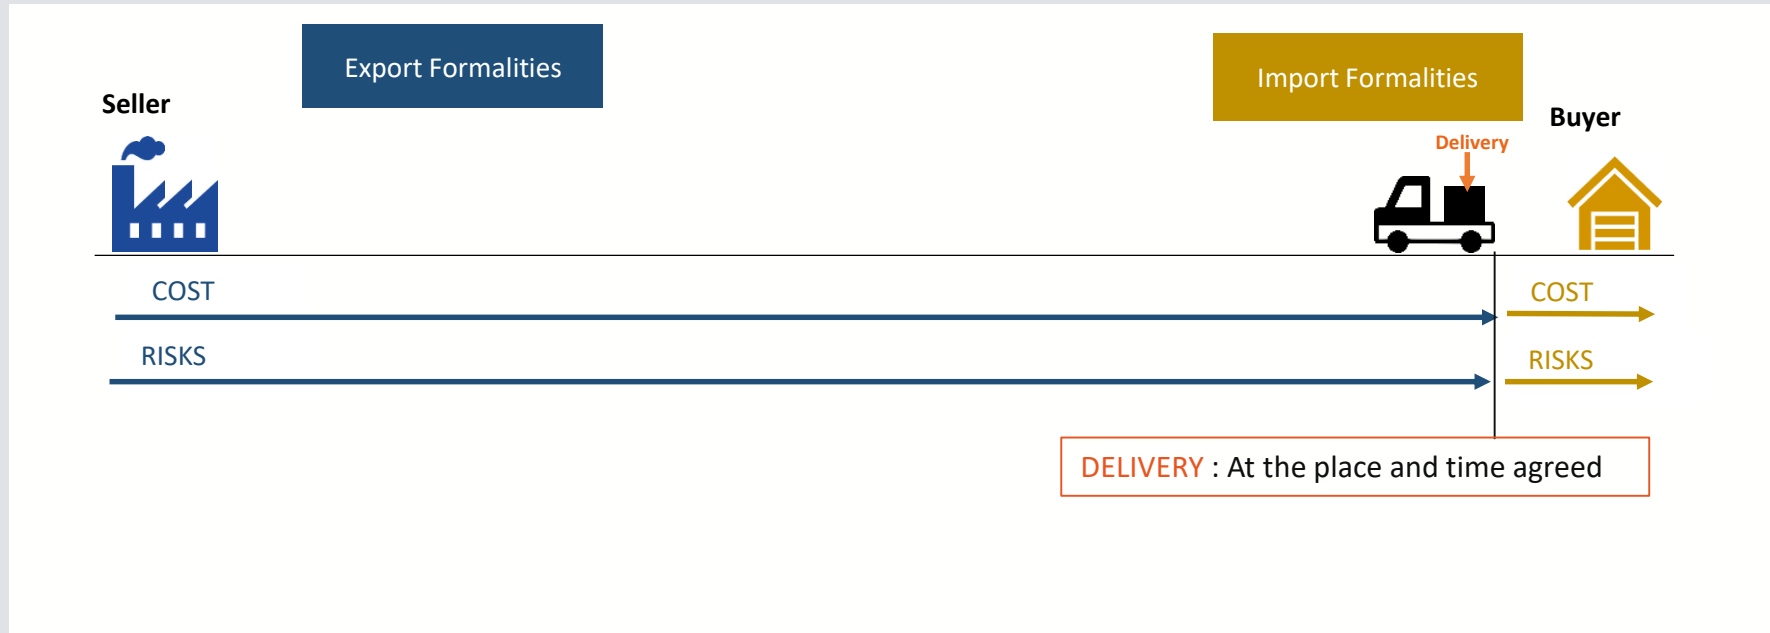 Export Formalities
Import Formalities
Seller
Buyer
Delivery
COST
COST
RISKS
RISKS
DELIVERY : At the place and time agreed